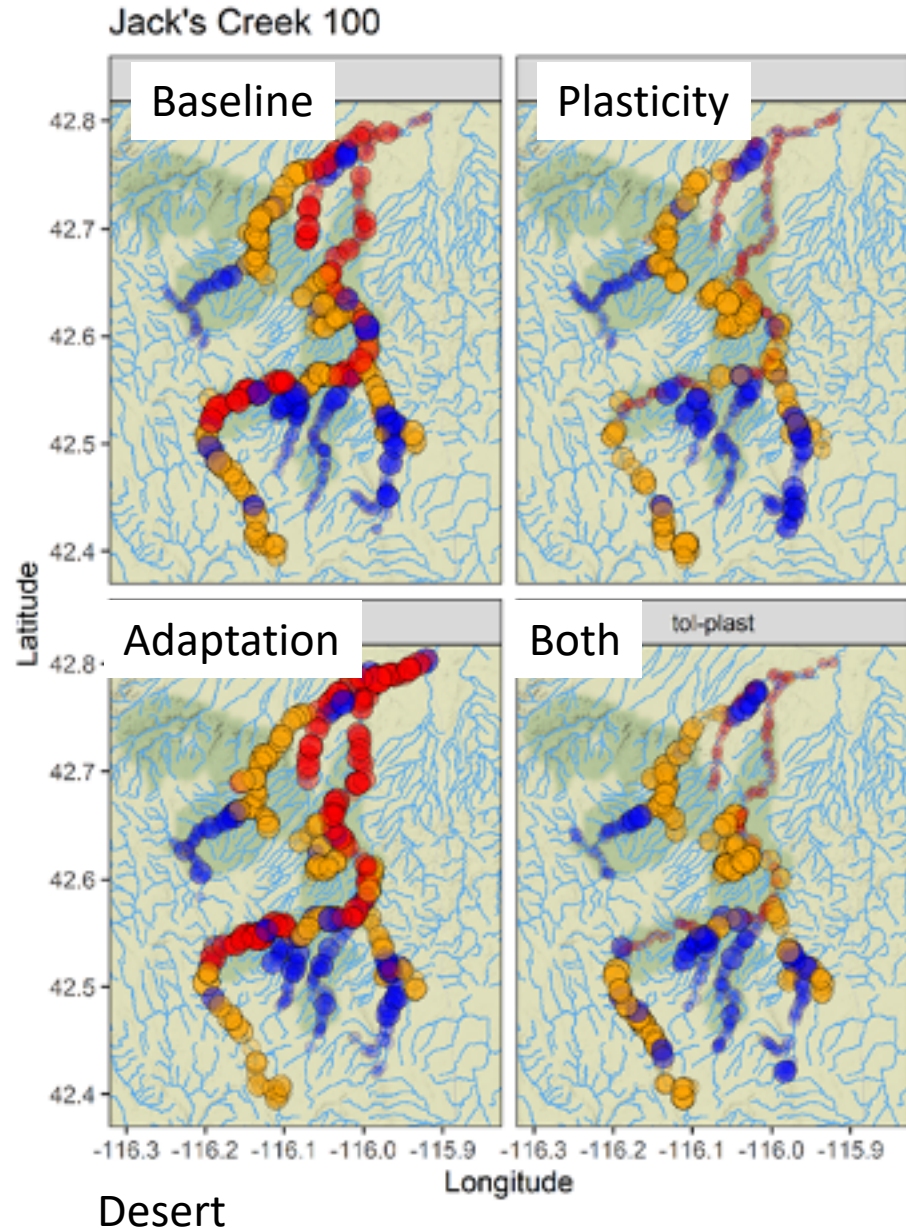 Jack's Creek 100
Baseline
Plasticity
42.8
42.7
42.6
42.5
42.4
Latitude
Adaptation
Both
tol-plast
42.8
42.7
42.6
42.5
42.4
-116.3 -116.2 -116.1 -116.0 -115.9
-116.3 -116.2 -116.1 -116.0 -115.9
Longitude
Desert